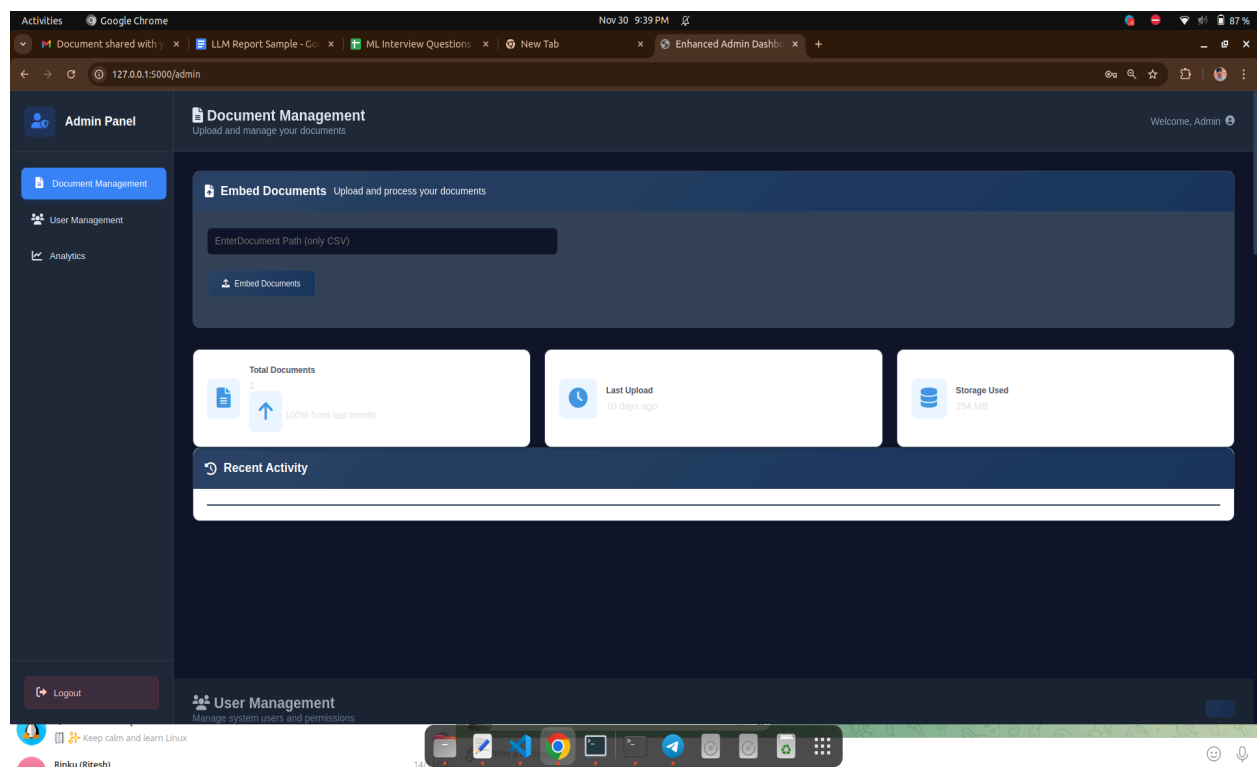 Activities
Google Chrome
Nov 30 9:39 PM
87 %
Document shared with y
LLM Report Sample - Go
ML Interview Questions
New Tab
Enhanced Admin Dashbo
127.0.0.1:5000/admin
Admin Panel
Document Management
Upload and manage your documents
Welcome, Admin
Document Management
User Management
Analytics
Embed Documents Upload and process your documents
EnterDocument Path (only CSV)
Embed Documents
Total Documents
1
100% from last month
Last Upload
10 days ago
Storage Used
254 MB
Recent Activity
Logout
User Management
Manage system users and permissions
Keep calm and learn Linux
Rinku (Ritesh)